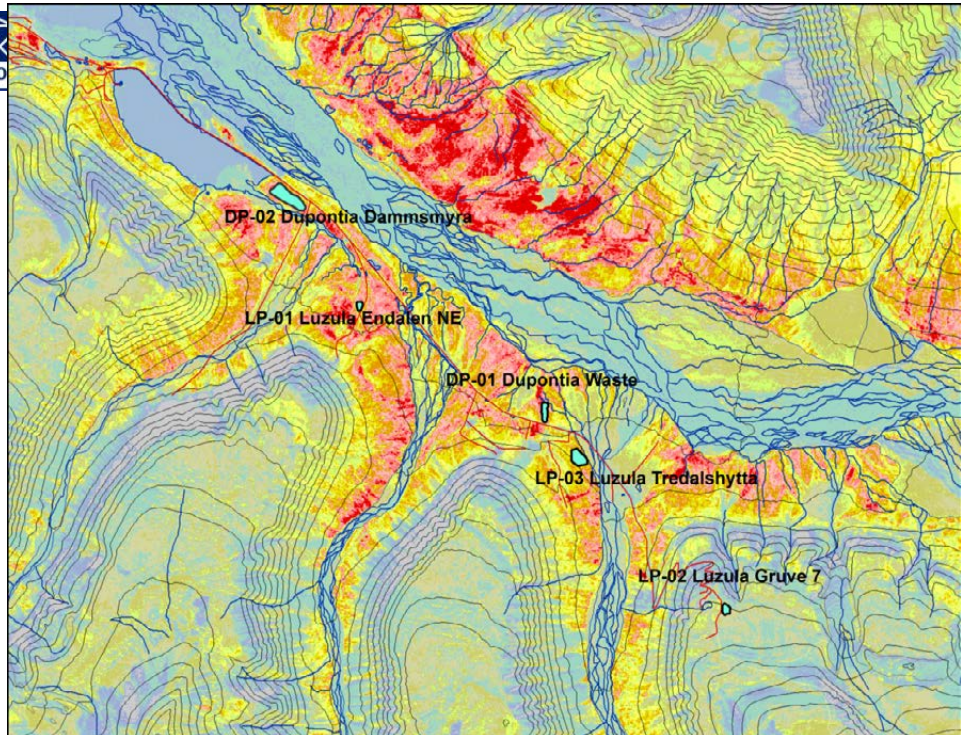 DP-02 Dupontia Dammsmyra
LP-01 Luzula Endalen NE
DP-01 Dupontia Waste
LP-03 Luzula Tredalshytta
LP-02 Luzula Gruve 7